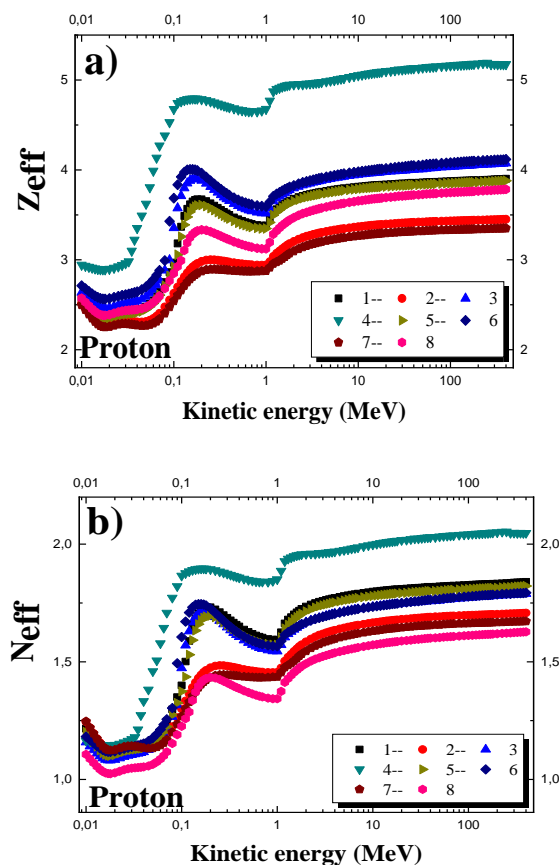 0,01 0,1 1 10 100
a)
5 5
4 4
3 3
2 2
Zeff
Proton
1-- 2-- 3
4-- 5-- 6
7-- 8
0,01 0,1 1 10 100
Kinetic energy (MeV)
0,01 0,1 1 10 100
b)
2,0 2,0
1,5 1,5
1,0 1,0
Neff
Proton
1-- 2-- 3
4-- 5-- 6
7-- 8
0,01 0,1 1 10 100
Kinetic energy (MeV)